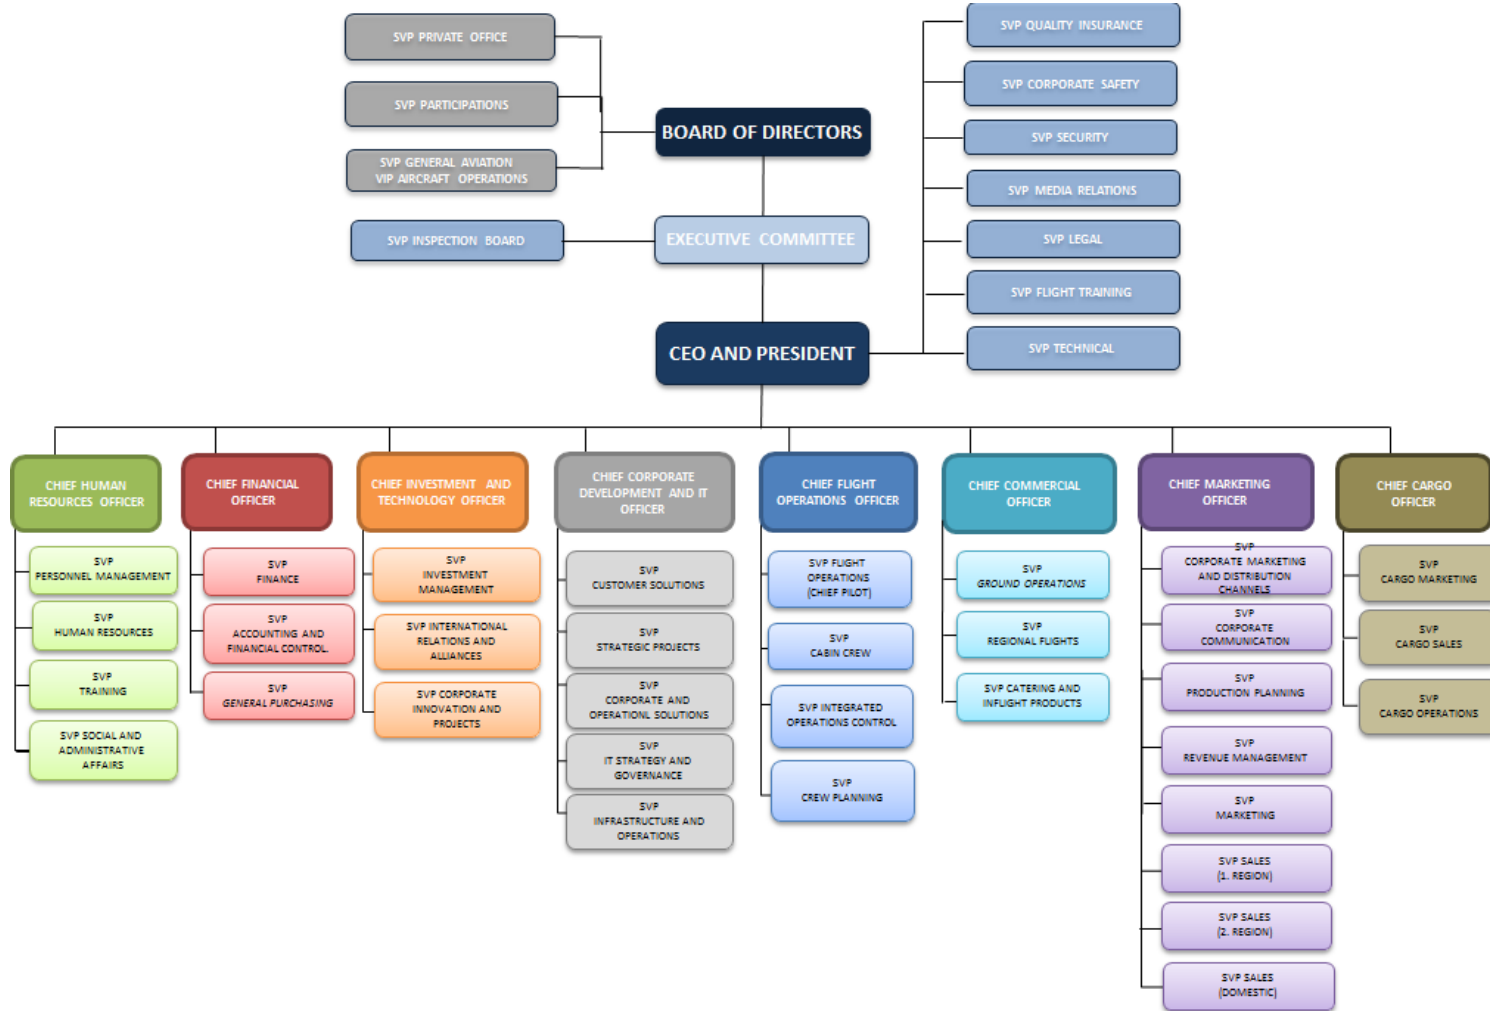 SVP PRIVATE OFFICE
SVP PARTICIPATIONS
SVP GENERAL AVIATION
VIP AIRCRAFT OPERATIONS
BOARD OF DIRECTORS
SVP INSPECTION BOARD
EXECUTIVE COMMITTEE
CEO AND PRESIDENT
SVP QUALITY INSURANCE
SVP CORPORATE SAFETY
SVP SECURITY
SVP MEDIA RELATIONS
SVP LEGAL
SVP FLIGHT TRAINING
SVP TECHNICAL
CHIEF HUMAN
RESOURCES OFFICER
SVP
PERSONNEL MANAGEMENT
SVP
HUMAN RESOURCES
SVP
TRAINING
SVP SOCIAL AND
ADMINISTRATIVE
AFFAIRS
CHIEF FINANCIAL
OFFICER
SVP
FINANCE
SVP
ACCOUNTING AND
FINANCIAL CONTROL.
SVP
GENERAL PURCHASING
CHIEF INVESTMENT AND
TECHNOLOGY OFFICER
SVP
INVESTMENT
MANAGEMENT
SVP INTERNATIONAL
RELATIONS AND
ALLIANCES
SVP CORPORATE
INNOVATION AND
PROJECTS
CHIEF CORPORATE
DEVELOPMENT AND IT
OFFICER
SVP
CUSTOMER SOLUTIONS
SVP
STRATEGIC PROJECTS
SVP
CORPORATE AND
OPERATIONL SOLUTIONS
SVP
IT STRATEGY AND
GOVERNANCE
SVP
INFRASTRUCTURE AND
OPERATIONS
CHIEF FLIGHT
OPERATIONS OFFICER
SVP FLIGHT
OPERATIONS
(CHIEF PILOT)
SVP
CABIN CREW
SVP INTEGRATED
OPERATIONS CONTROL
SVP
CREW PLANNING
CHIEF COMMERCIAL
OFFICER
SVP
GROUND OPERATIONS
SVP
REGIONAL FLIGHTS
SVP CATERING AND
INFLIGHT PRODUCTS
CHIEF MARKETING
OFFICER
SVP
CORPORATE MARKETING
AND DISTRIBUTION
CHANNELS
SVP
CORPORATE
COMMUNICATION
SVP
PRODUCTION PLANNING
SVP
REVENUE MANAGEMENT
SVP
MARKETING
SVP SALES
(1. REGION)
SVP SALES
(2. REGION)
SVP SALES
(DOMESTIC)
CHIEF CARGO
OFFICER
SVP
CARGO MARKETING
SVP
CARGO SALES
SVP
CARGO OPERATIONS